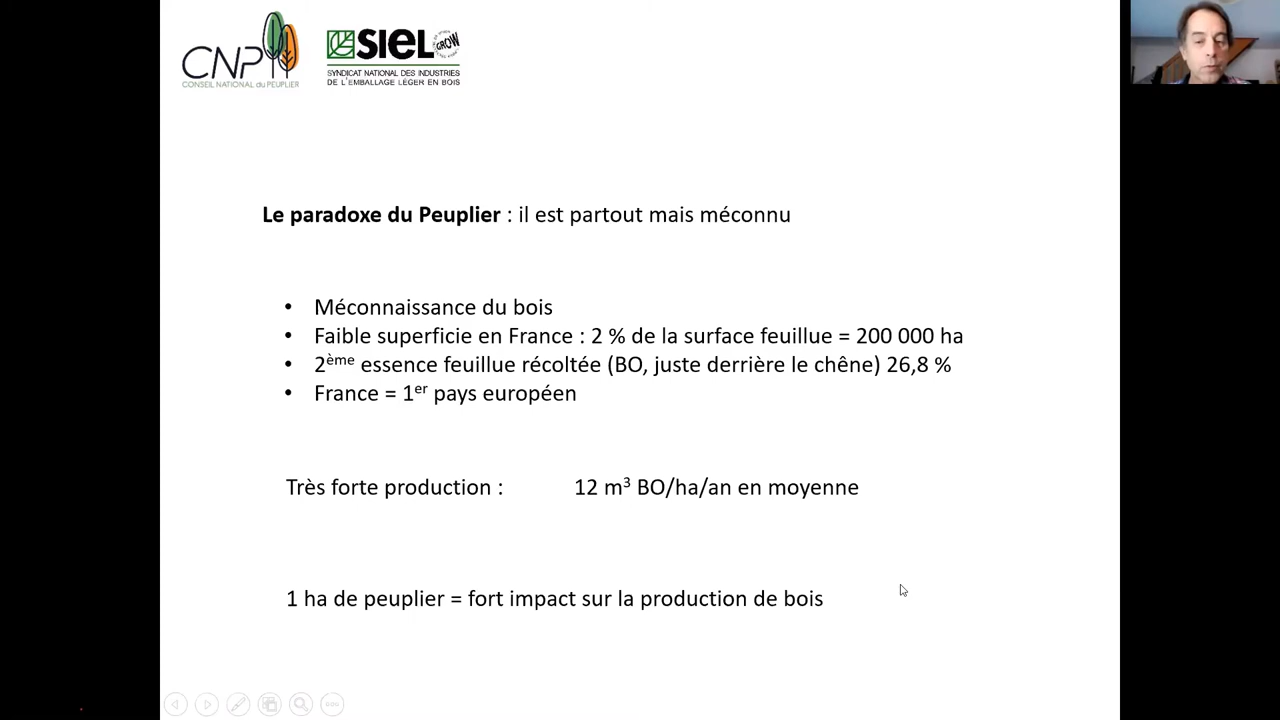 CNP
CONSEIL NATIONAL du PEUPLIER
SIEL
GROW
SYNDICAT NATIONAL DES INDUSTRIES
DE L'EMBALLAGE LÉGER EN BOIS
Le paradoxe du Peuplier : il est partout mais méconnu
• Méconnaissance du bois
• Faible superficie en France : 2 % de la surface feuillue = 200 000 ha
• 2ème essence feuillue récoltée (BO, juste derrière le chêne) 26,8 %
• France = 1er pays européen
Très forte production : 12 m³ BO/ha/an en moyenne
1 ha de peuplier = fort impact sur la production de bois